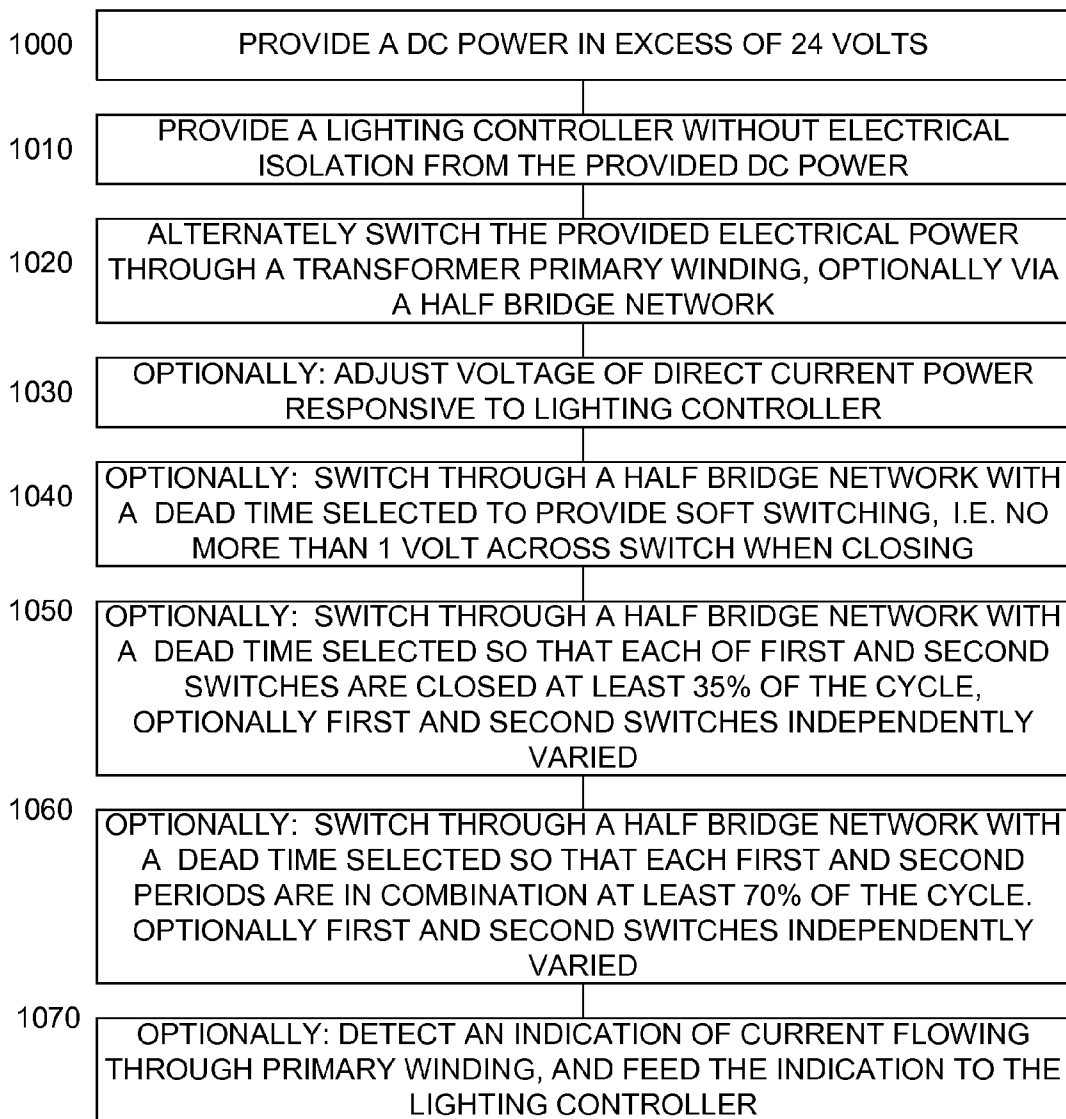 1000
PROVIDE A DC POWER IN EXCESS OF 24 VOLTS
1010
PROVIDE A LIGHTING CONTROLLER WITHOUT ELECTRICAL
ISOLATION FROM THE PROVIDED DC POWER
1020
ALTERNATELY SWITCH THE PROVIDED ELECTRICAL POWER
THROUGH A TRANSFORMER PRIMARY WINDING, OPTIONALLY VIA
A HALF BRIDGE NETWORK
1030
OPTIONALLY: ADJUST VOLTAGE OF DIRECT CURRENT POWER
RESPONSIVE TO LIGHTING CONTROLLER
1040
OPTIONALLY: SWITCH THROUGH A HALF BRIDGE NETWORK WITH
A DEAD TIME SELECTED TO PROVIDE SOFT SWITCHING, I.E. NO
MORE THAN 1 VOLT ACROSS SWITCH WHEN CLOSING
1050
OPTIONALLY: SWITCH THROUGH A HALF BRIDGE NETWORK WITH
A DEAD TIME SELECTED SO THAT EACH OF FIRST AND SECOND
SWITCHES ARE CLOSED AT LEAST 35% OF THE CYCLE,
OPTIONALLY FIRST AND SECOND SWITCHES INDEPENDENTLY
VARIED
1060
OPTIONALLY: SWITCH THROUGH A HALF BRIDGE NETWORK WITH
A DEAD TIME SELECTED SO THAT EACH FIRST AND SECOND
PERIODS ARE IN COMBINATION AT LEAST 70% OF THE CYCLE.
OPTIONALLY FIRST AND SECOND SWITCHES INDEPENDENTLY
VARIED
1070
OPTIONALLY: DETECT AN INDICATION OF CURRENT FLOWING
THROUGH PRIMARY WINDING, AND FEED THE INDICATION TO THE
LIGHTING CONTROLLER